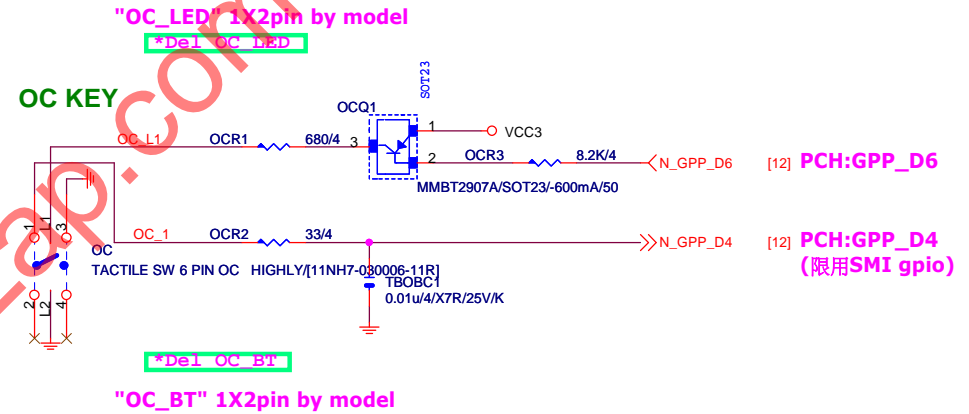 "OC_LED" 1X2pin by model
*Del OC_LED
OC KEY
SOT23
OCQ1
OC_L1
OCR1
680/4
3
1
VCC3
2
OCR3
8.2K/4
N_GPP_D6
[12]
PCH:GPP_D6
MMBT2907A/SOT23/-600mA/50
1
L1
3
OC_1
OCR2
33/4
N_GPP_D4
[12]
PCH:GPP_D4
(限用SMI gpio)
OC
TACTILE SW 6 PIN OC HIGHLY/[11NH7-030006-11R]
TBOBC1
0.01u/4/X7R/25V/K
2
L2
4
*Del OC_BT
"OC_BT" 1X2pin by model
ap.com